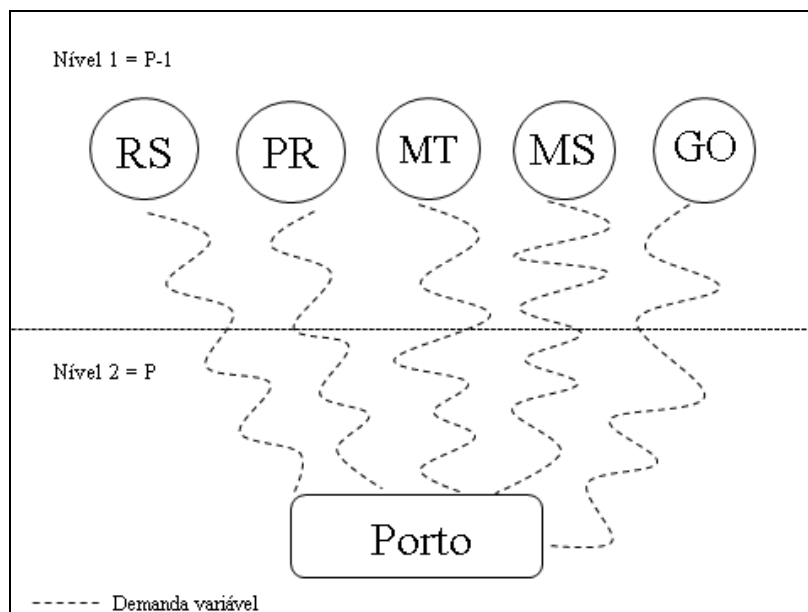 Nível 1 = P-1
RS PR MT MS GO
Nível 2 = P
Porto
Demanda variável